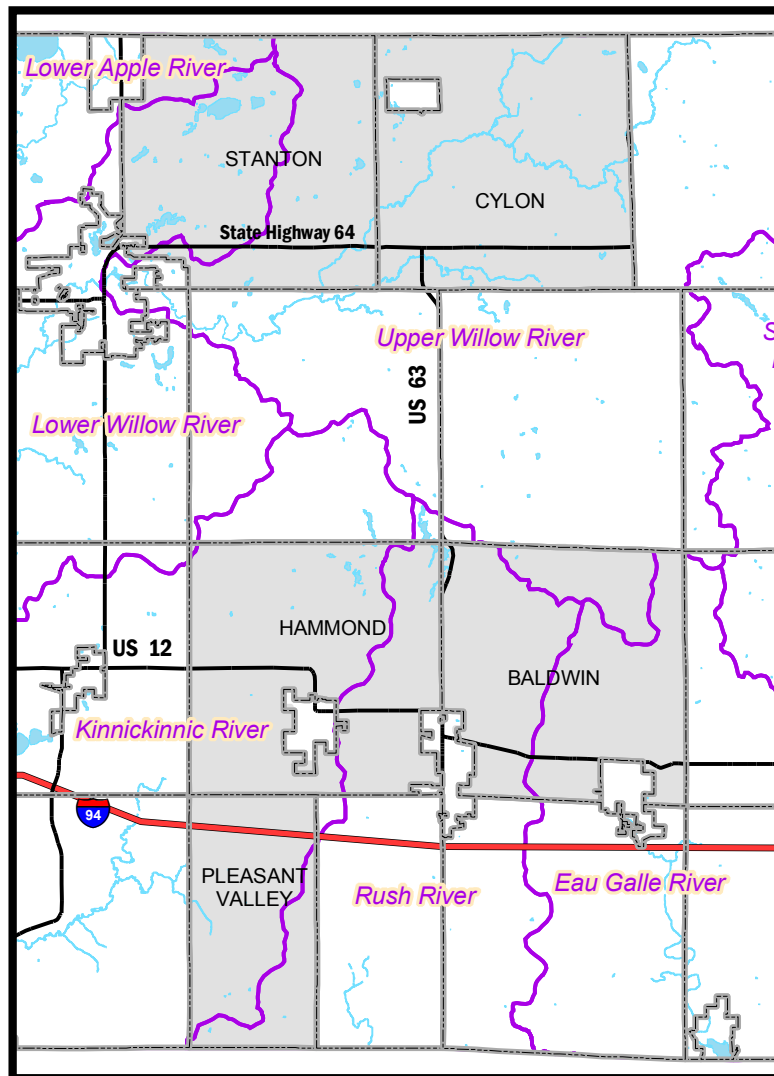 Lower Apple River
STANTON
CYLON
State Highway 64
Upper Willow River
S
US 63
Lower Willow River
HAMMOND
US 12
BALDWIN
Kinnickinnic River
94
PLEASANT
VALLEY
Rush River
Eau Galle River